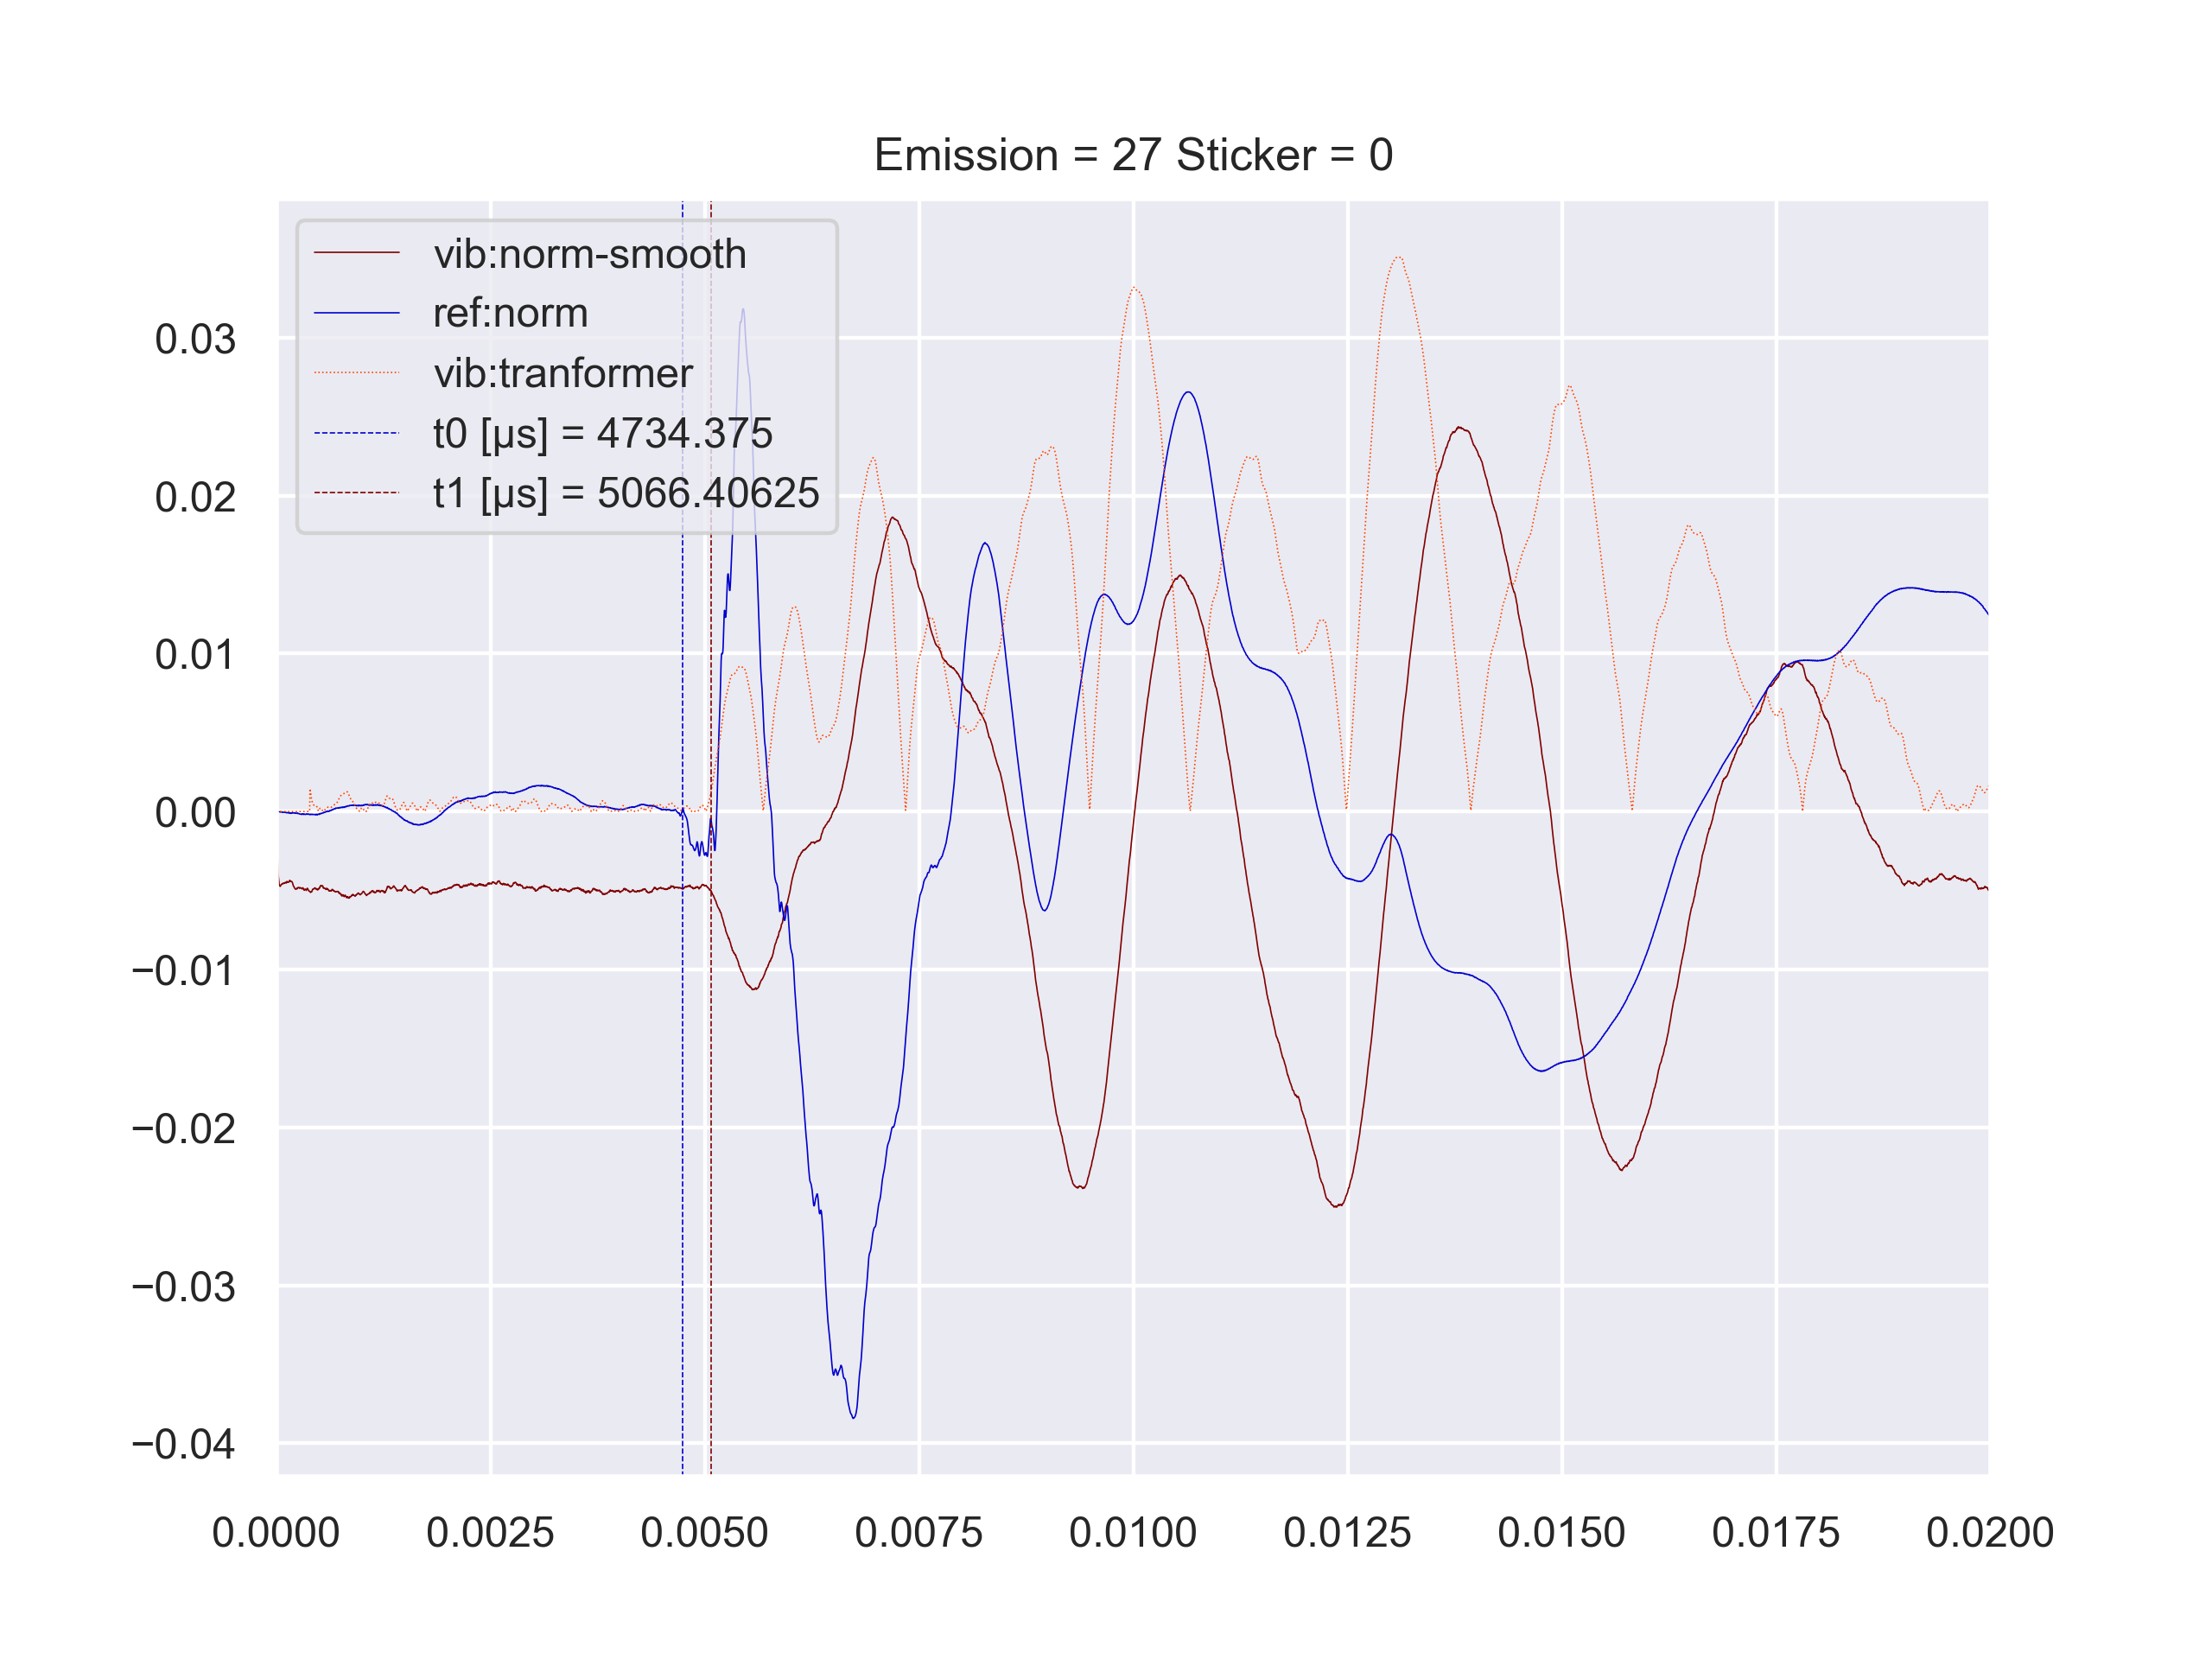 Emission = 27 Sticker = 0
vib:norm-smooth
ref:norm
vib:tranformer
t0 [µs] = 4734.375
t1 [µs] = 5066.40625
0.03
0.02
0.01
0.00
−0.01
−0.02
−0.03
−0.04
0.0000 0.0025 0.0050 0.0075 0.0100 0.0125 0.0150 0.0175 0.0200